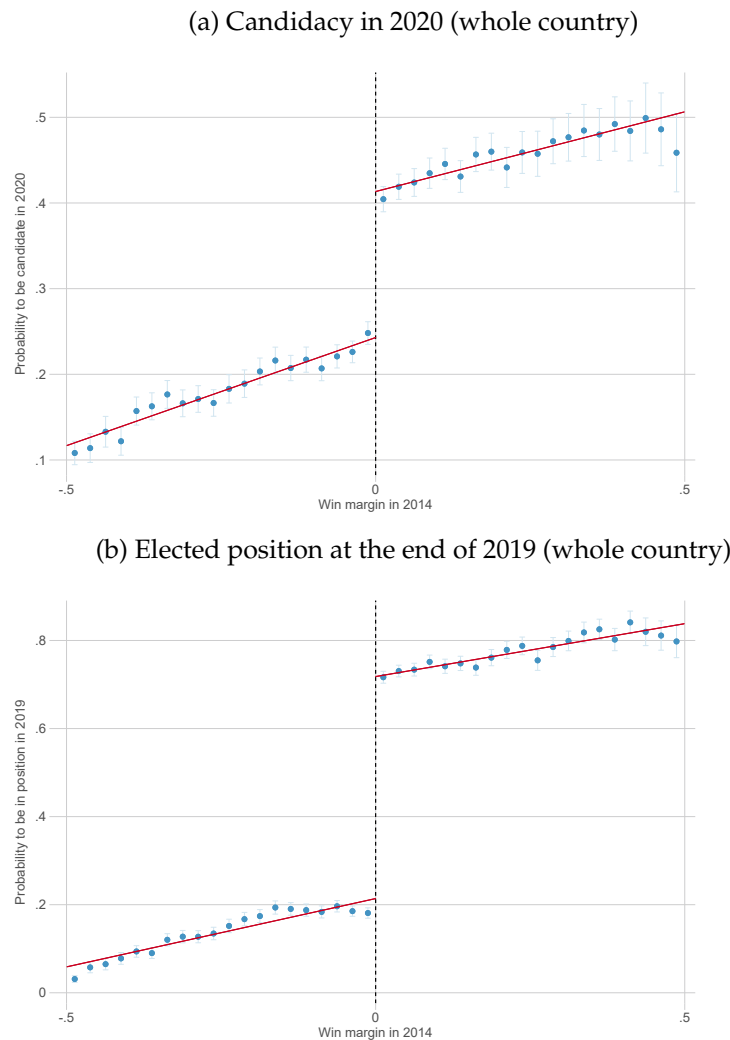 (a) Candidacy in 2020 (whole country)
Probability to be candidate in 2020
.5
.4
.3
.2
.1
-.5 0 .5
Win margin in 2014
(b) Elected position at the end of 2019 (whole country)
Probability to be in position in 2019
.8
.6
.4
.2
0
-.5 0 .5
Win margin in 2014